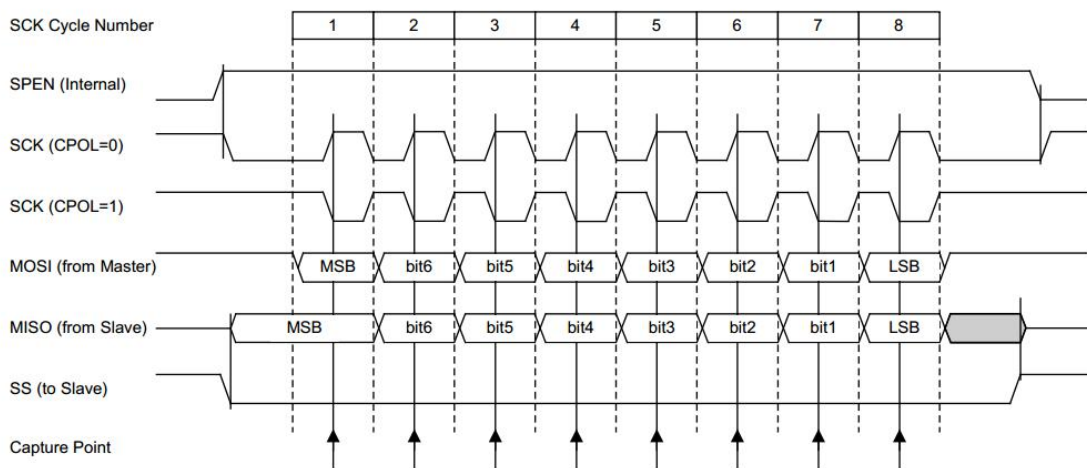 SCK Cycle Number 1 2 3 4 5 6 7 8
SPEN (Internal)
SCK (CPOL=0)
SCK (CPOL=1)
MOSI (from Master) MSB bit6 bit5 bit4 bit3 bit2 bit1 LSB
MISO (from Slave) MSB bit6 bit5 bit4 bit3 bit2 bit1 LSB
SS (to Slave)
Capture Point